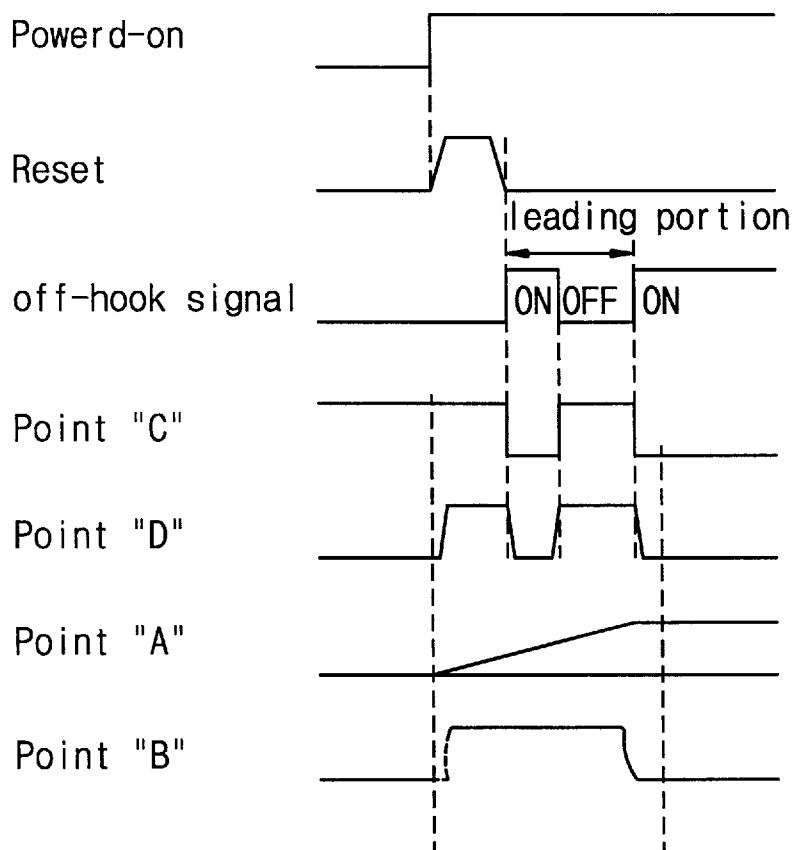 Powerd-on
Reset
leading portion
off-hook signal
ON OFF ON
Point "C"
Point "D"
Point "A"
Point "B"